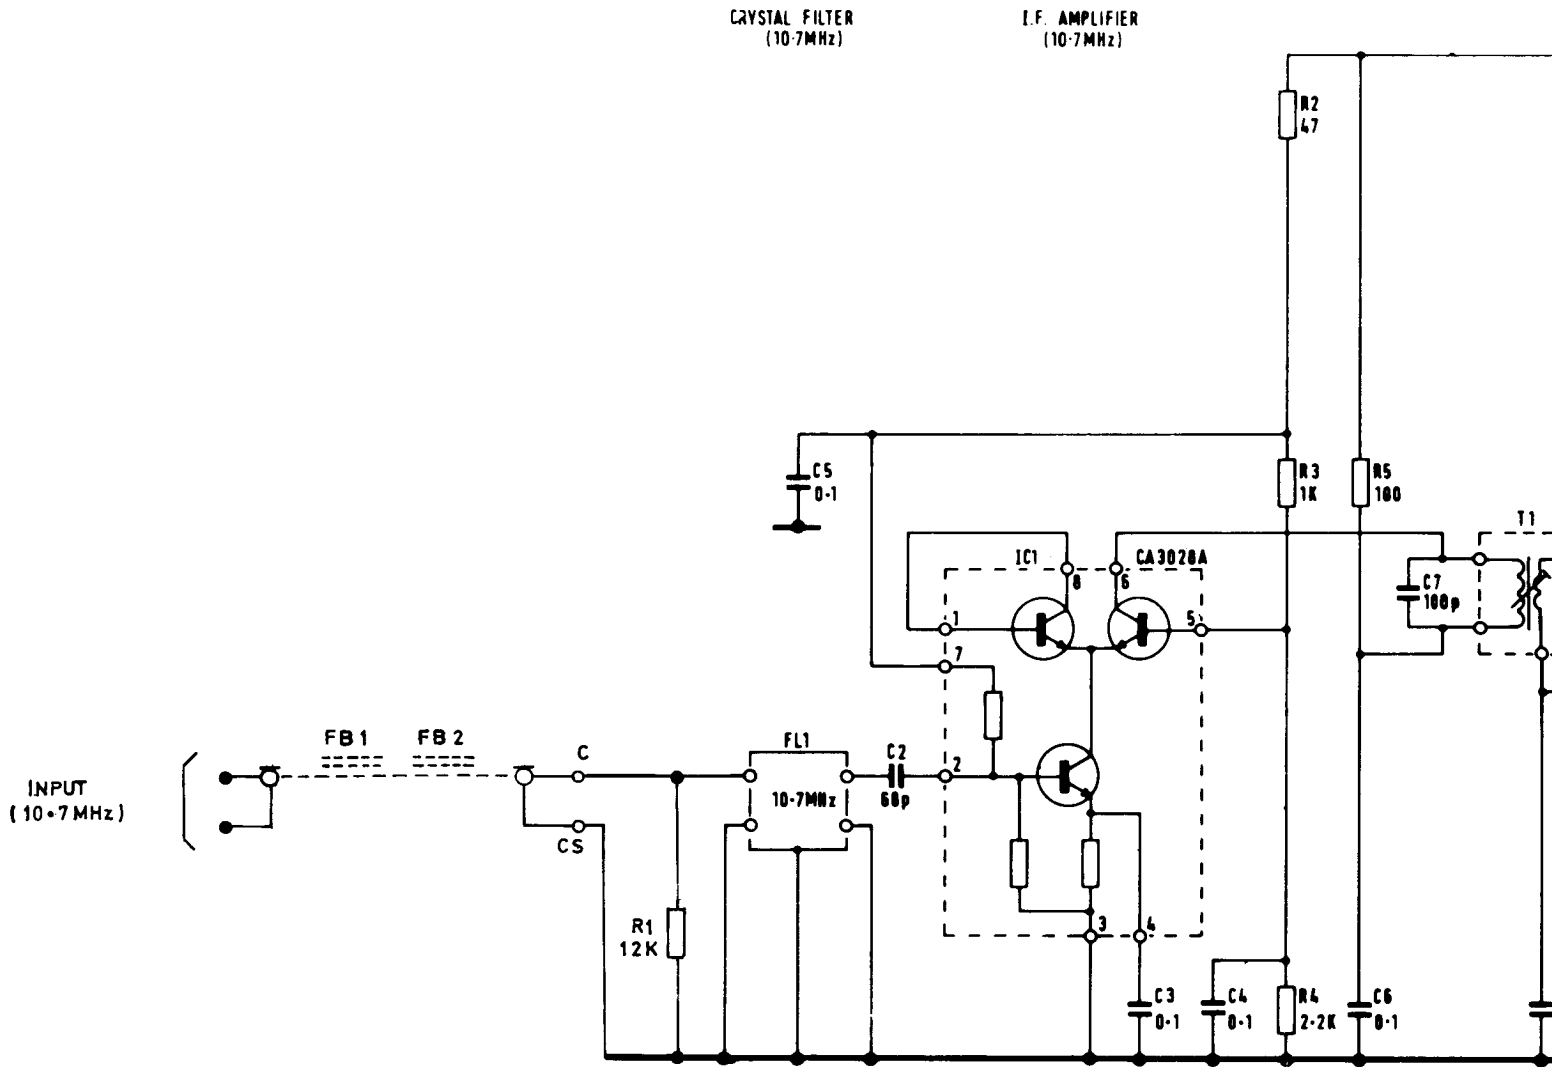 CRYSTAL FILTER
(10·7MHz)
I.F. AMPLIFIER
(10·7MHz)
R2
47
C5
0·1
R3
1K
R5
100
T1
IC1
CA3028A
8
6
C7
100p
1
5
7
FB1
FB2
C
FL1
C2
2
INPUT
(10·7MHz)
10·7MHz
68p
CS
R1
12K
3
4
C3
0·1
C4
0·1
R4
2·2K
C6
0·1